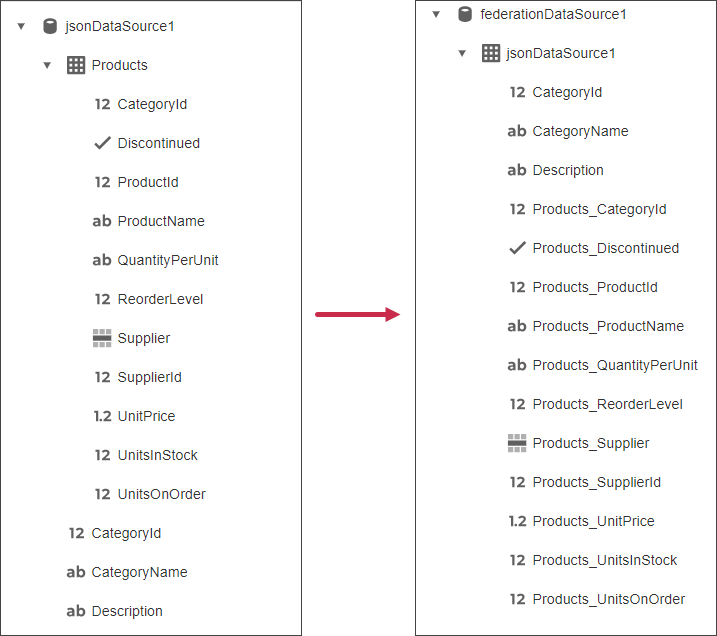 jsonDataSource1
Products
12 CategoryId
Discontinued
12 ProductId
ab ProductName
ab QuantityPerUnit
12 ReorderLevel
Supplier
12 SupplierId
1.2 UnitPrice
12 UnitsInStock
12 UnitsOnOrder
12 CategoryId
ab CategoryName
ab Description
federationDataSource1
jsonDataSource1
12 CategoryId
ab CategoryName
ab Description
12 Products_CategoryId
Products_Discontinued
12 Products_ProductId
ab Products_ProductName
ab Products_QuantityPerUnit
12 Products_ReorderLevel
Products_Supplier
12 Products_SupplierId
1.2 Products_UnitPrice
12 Products_UnitsInStock
12 Products_UnitsOnOrder